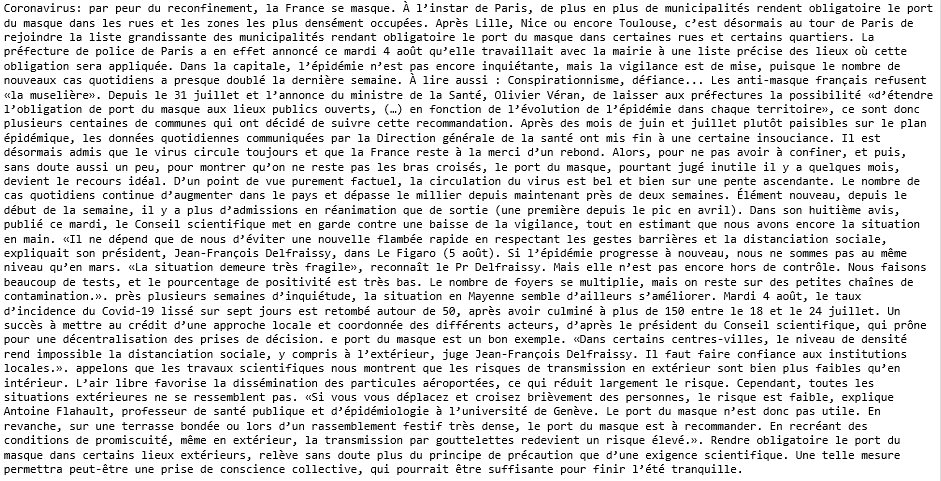 Coronavirus: par peur du reconfinement, la France se masque. À l'instar de Paris, de plus en plus de municipalités rendent obligatoire le port
du masque dans les rues et les zones les plus densément occupées. Après Lille, Nice ou encore Toulouse, c'est désormais au tour de Paris de
rejoindre la liste grandissante des municipalités rendant obligatoire le port du masque dans certaines rues et certains quartiers. La
préfecture de police de Paris a en effet annoncé ce mardi 4 août qu'elle travaillait avec la mairie à une liste précise des lieux où cette
obligation sera appliquée. Dans la capitale, l'épidémie n'est pas encore inquiétante, mais la vigilance est de mise, puisque le nombre de
nouveaux cas quotidiens a presque doublé la dernière semaine. À lire aussi : Conspirationnisme, défiance... Les anti-masque français refusent
«la muselière». Depuis le 31 juillet et l'annonce du ministre de la Santé, Olivier Véran, de laisser aux préfectures la possibilité «d'étendre
l'obligation de port du masque aux lieux publics ouverts, (…) en fonction de l'évolution de l'épidémie dans chaque territoire», ce sont donc
plusieurs centaines de communes qui ont décidé de suivre cette recommandation. Après des mois de juin et juillet plutôt paisibles sur le plan
épidémique, les données quotidiennes communiquées par la Direction générale de la santé ont mis fin à une certaine insouciance. Il est
désormais admis que le virus circule toujours et que la France reste à la merci d'un rebond. Alors, pour ne pas avoir à confiner, et puis,
sans doute aussi un peu, pour montrer qu'on ne reste pas les bras croisés, le port du masque, pourtant jugé inutile il y a quelques mois,
devient le recours idéal. D'un point de vue purement factuel, la circulation du virus est bel et bien sur une pente ascendante. Le nombre de
cas quotidiens continue d'augmenter dans le pays et dépasse le millier depuis maintenant près de deux semaines. Élément nouveau, depuis le
début de la semaine, il y a plus d'admissions en réanimation que de sortie (une première depuis le pic en avril). Dans son huitième avis,
publié ce mardi, le Conseil scientifique met en garde contre une baisse de la vigilance, tout en estimant que nous avons encore la situation
en main. «Il ne dépend que de nous d'éviter une nouvelle flambée rapide en respectant les gestes barrières et la distanciation sociale,
expliquait son président, Jean-François Delfraissy, dans Le Figaro (5 août). Si l'épidémie progresse à nouveau, nous ne sommes pas au même
niveau qu'en mars. «La situation demeure très fragile», reconnaît le Pr Delfraissy. Mais elle n'est pas encore hors de contrôle. Nous faisons
beaucoup de tests, et le pourcentage de positivité est très bas. Le nombre de foyers se multiplie, mais on reste sur des petites chaînes de
contamination.». près plusieurs semaines d'inquiétude, la situation en Mayenne semble d'ailleurs s'améliorer. Mardi 4 août, le taux
d'incidence du Covid-19 lissé sur sept jours est retombé autour de 50, après avoir culminé à plus de 150 entre le 18 et le 24 juillet. Un
succès à mettre au crédit d'une approche locale et coordonnée des différents acteurs, d'après le président du Conseil scientifique, qui prône
pour une décentralisation des prises de décision. e port du masque est un bon exemple. «Dans certains centres-villes, le niveau de densité
rend impossible la distanciation sociale, y compris à l'extérieur, juge Jean-François Delfraissy. Il faut faire confiance aux institutions
locales.». appelons que les travaux scientifiques nous montrent que les risques de transmission en extérieur sont bien plus faibles qu'en
intérieur. L'air libre favorise la dissémination des particules aéroportées, ce qui réduit largement le risque. Cependant, toutes les
situations extérieures ne se ressemblent pas. «Si vous vous déplacez et croisez brièvement des personnes, le risque est faible, explique
Antoine Flahault, professeur de santé publique et d'épidémiologie à l'université de Genève. Le port du masque n'est donc pas utile. En
revanche, sur une terrasse bondée ou lors d'un rassemblement festif très dense, le port du masque est à recommander. En recréant des
conditions de promiscuité, même en extérieur, la transmission par gouttelettes redevient un risque élevé.». Rendre obligatoire le port du
masque dans certains lieux extérieurs, relève sans doute plus du principe de précaution que d'une exigence scientifique. Une telle mesure
permettra peut-être une prise de conscience collective, qui pourrait être suffisante pour finir l'été tranquille.